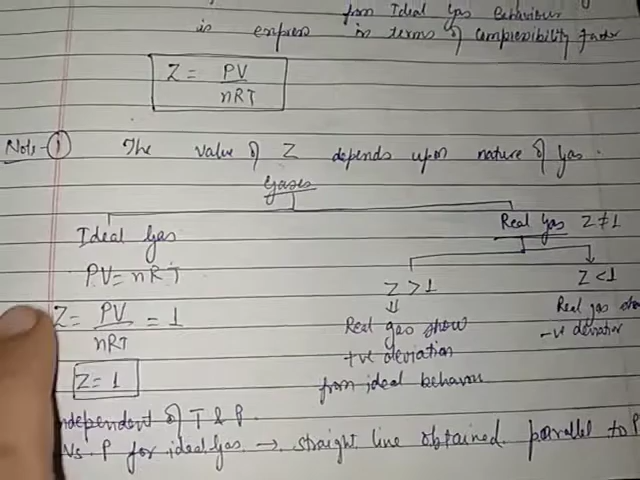 from Ideal gas behaviour
is express in terms of compressibility factor
Z = PV / nRT
Note - ① The value of Z depends upon nature of gas.
Gases
Ideal gas
Real gas Z ≠ 1
PV = nRT
Z > 1
Z < 1
Z = PV / nRT = 1
⇓
Real gas show
+ve deviation
from ideal behavior
Real gas sho
-ve deviation
Z = 1
ndependent of T & P.
Vs. P for ideal gas → straight line obtained parallel to P